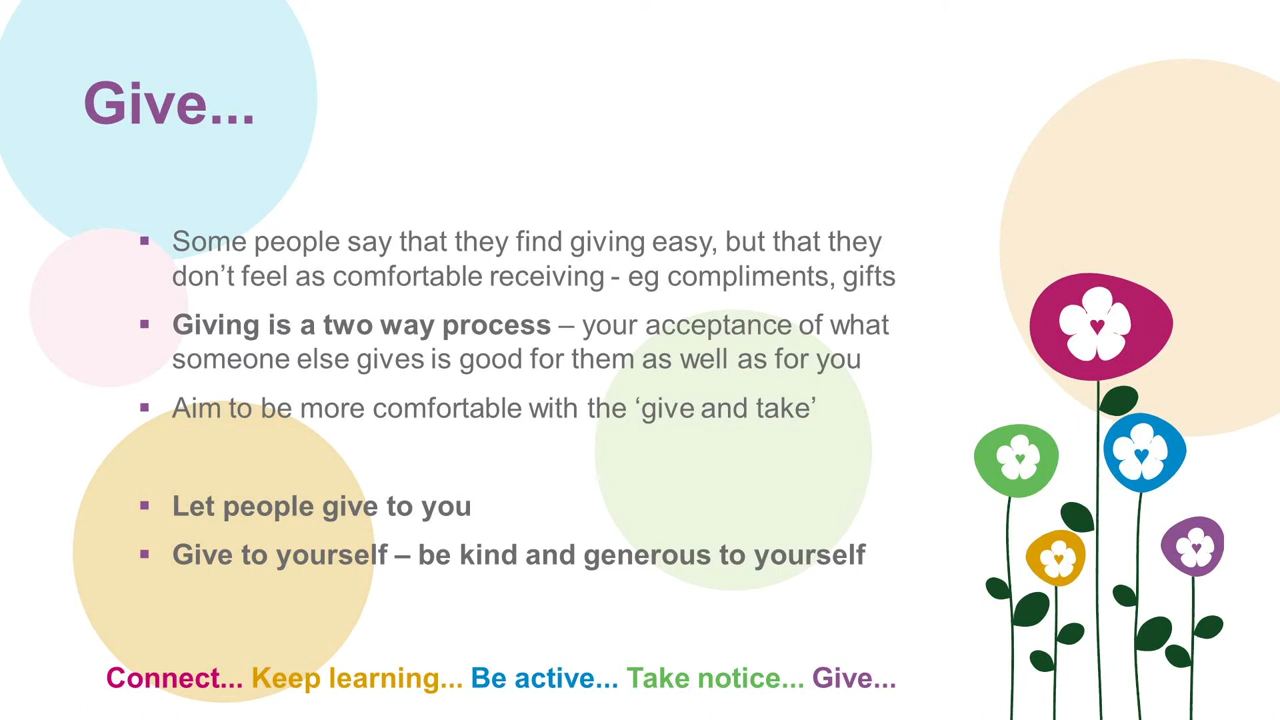 Give...
▪ Some people say that they find giving easy, but that they
don’t feel as comfortable receiving - eg compliments, gifts
▪ Giving is a two way process – your acceptance of what
someone else gives is good for them as well as for you
▪ Aim to be more comfortable with the ‘give and take’
▪ Let people give to you
▪ Give to yourself – be kind and generous to yourself
Connect... Keep learning... Be active... Take notice... Give...